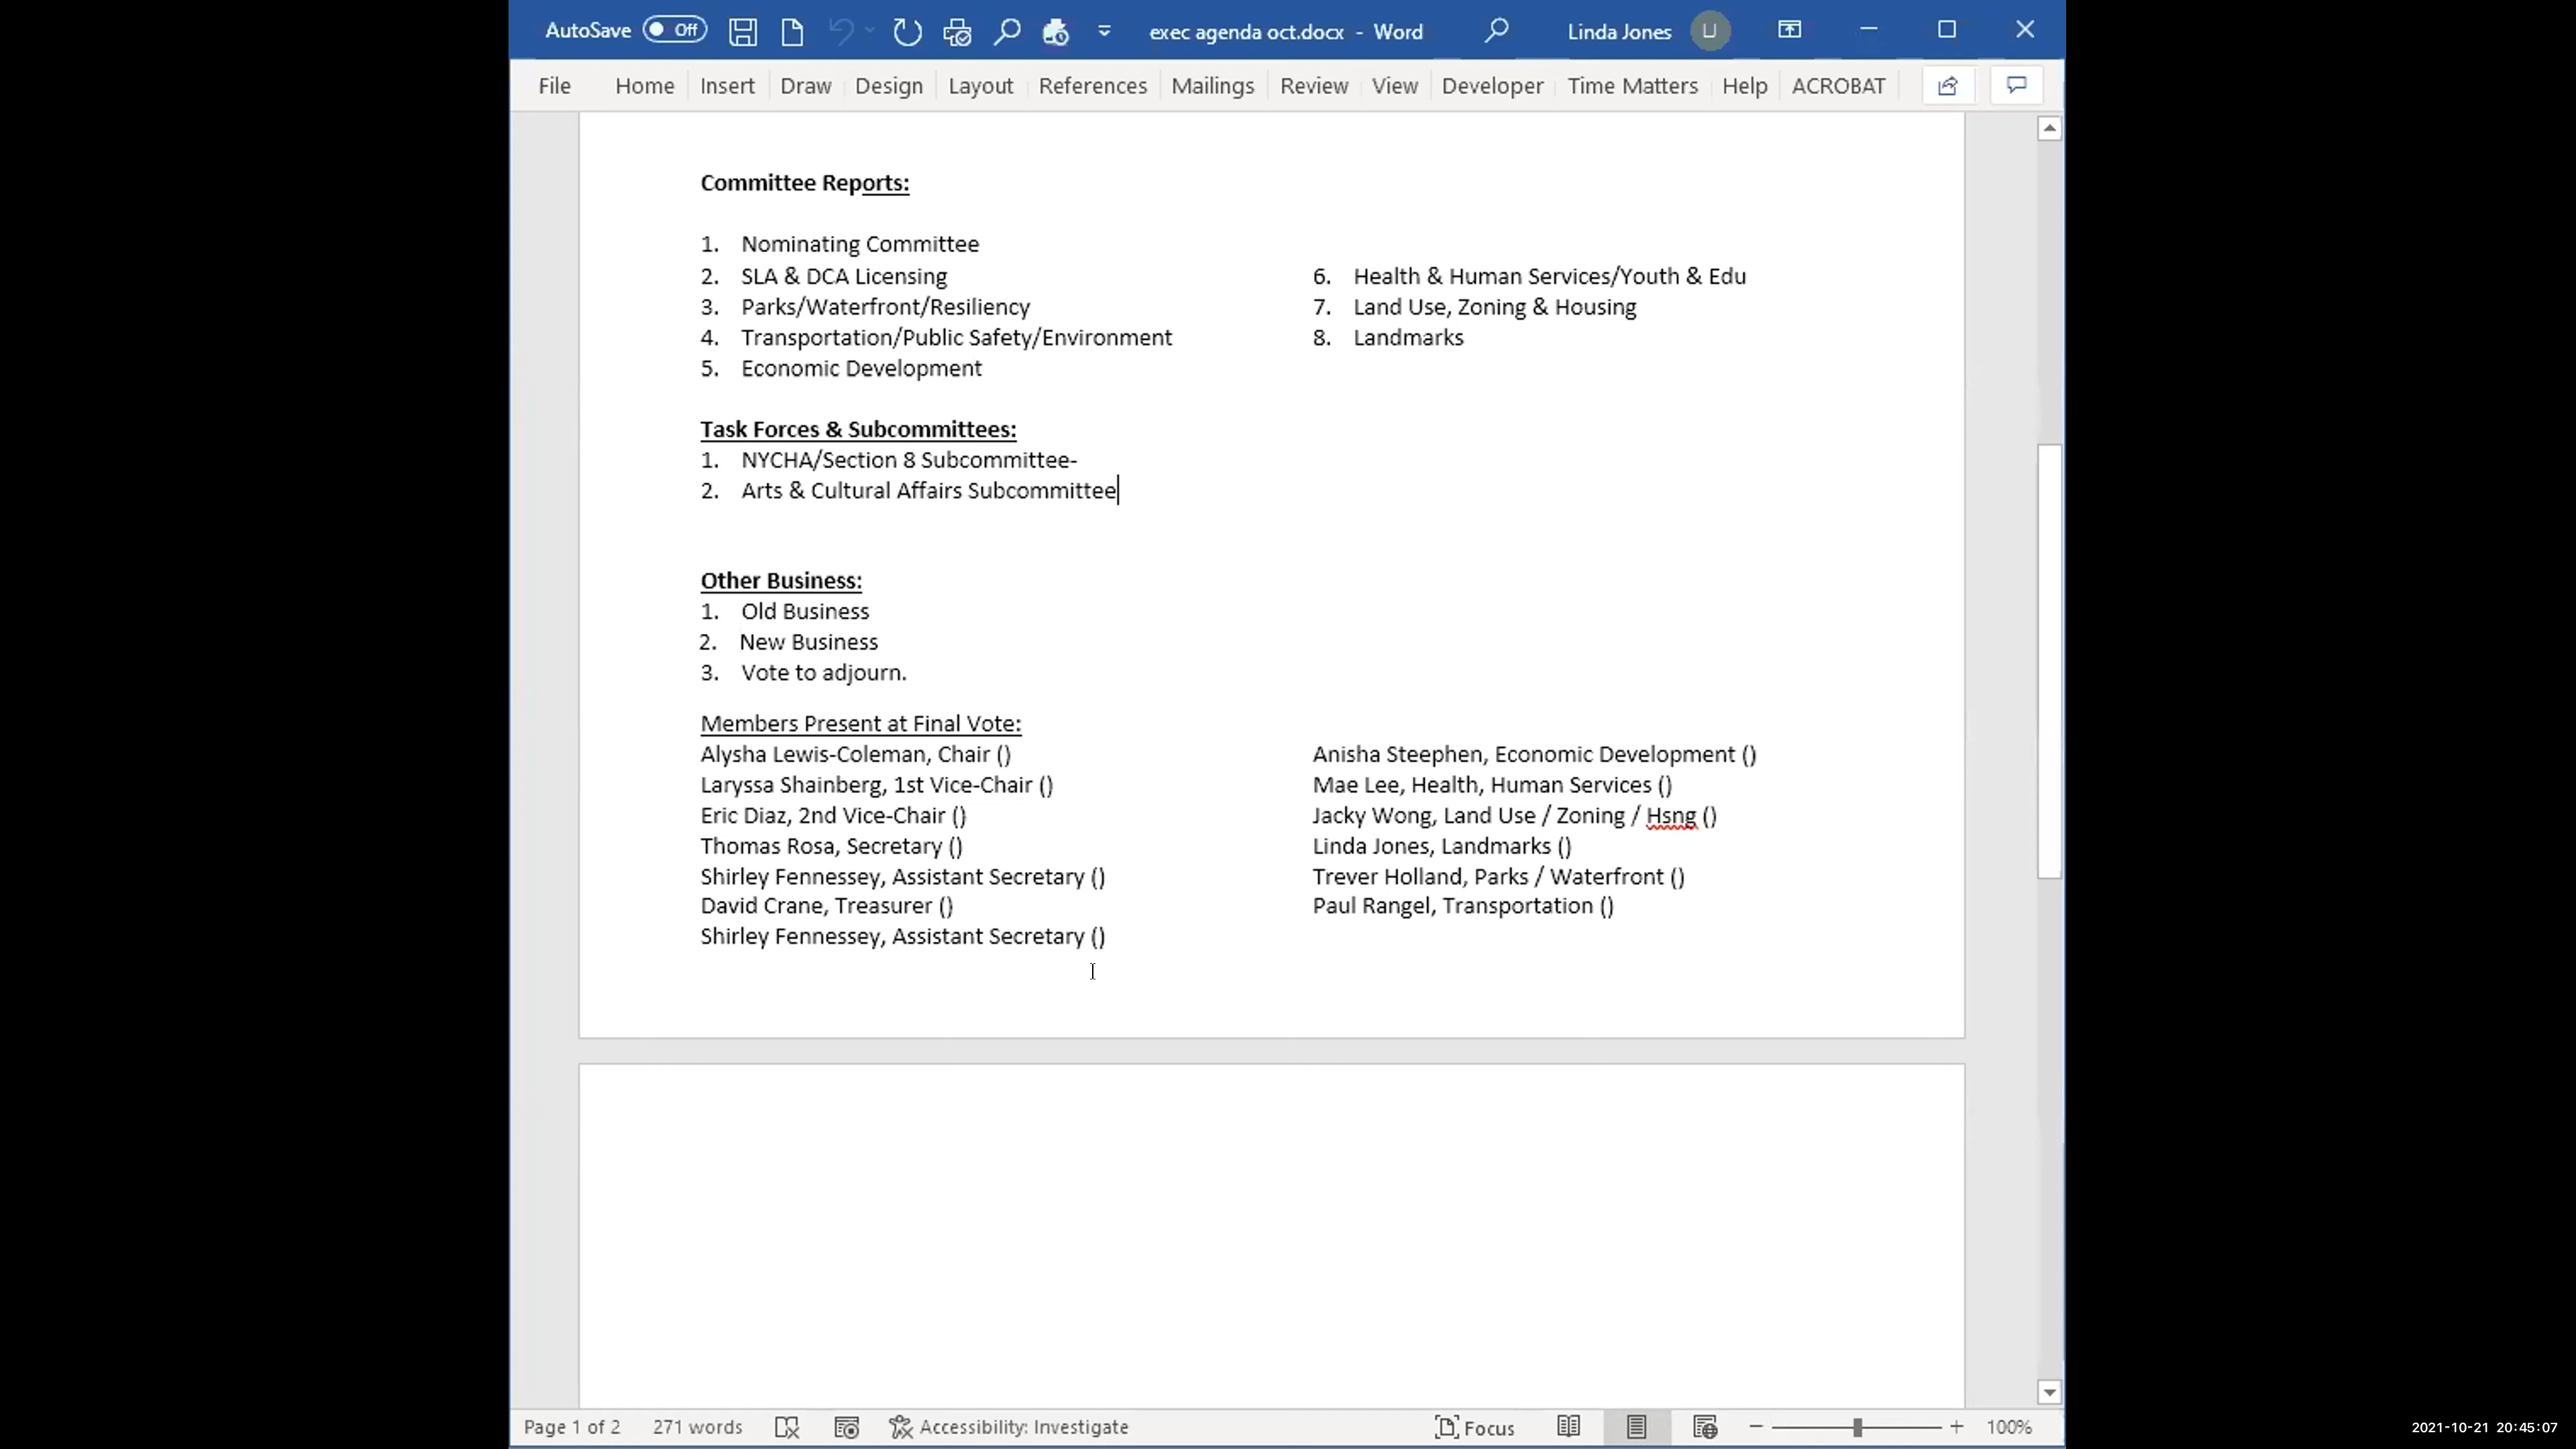 AutoSave Off exec agenda oct.docx - Word Linda Jones LJ
File Home Insert Draw Design Layout References Mailings Review View Developer Time Matters Help ACROBAT
Committee Reports:
1. Nominating Committee
2. SLA & DCA Licensing
3. Parks/Waterfront/Resiliency
4. Transportation/Public Safety/Environment
5. Economic Development
6. Health & Human Services/Youth & Edu
7. Land Use, Zoning & Housing
8. Landmarks
Task Forces & Subcommittees:
1. NYCHA/Section 8 Subcommittee-
2. Arts & Cultural Affairs Subcommittee
Other Business:
1. Old Business
2. New Business
3. Vote to adjourn.
Members Present at Final Vote:
Alysha Lewis-Coleman, Chair ()
Laryssa Shainberg, 1st Vice-Chair ()
Eric Diaz, 2nd Vice-Chair ()
Thomas Rosa, Secretary ()
Shirley Fennessey, Assistant Secretary ()
David Crane, Treasurer ()
Shirley Fennessey, Assistant Secretary ()
Anisha Steephen, Economic Development ()
Mae Lee, Health, Human Services ()
Jacky Wong, Land Use / Zoning / Hsng ()
Linda Jones, Landmarks ()
Trever Holland, Parks / Waterfront ()
Paul Rangel, Transportation ()
Page 1 of 2 271 words Accessibility: Investigate Focus 100%
2021-10-21 20:45:07